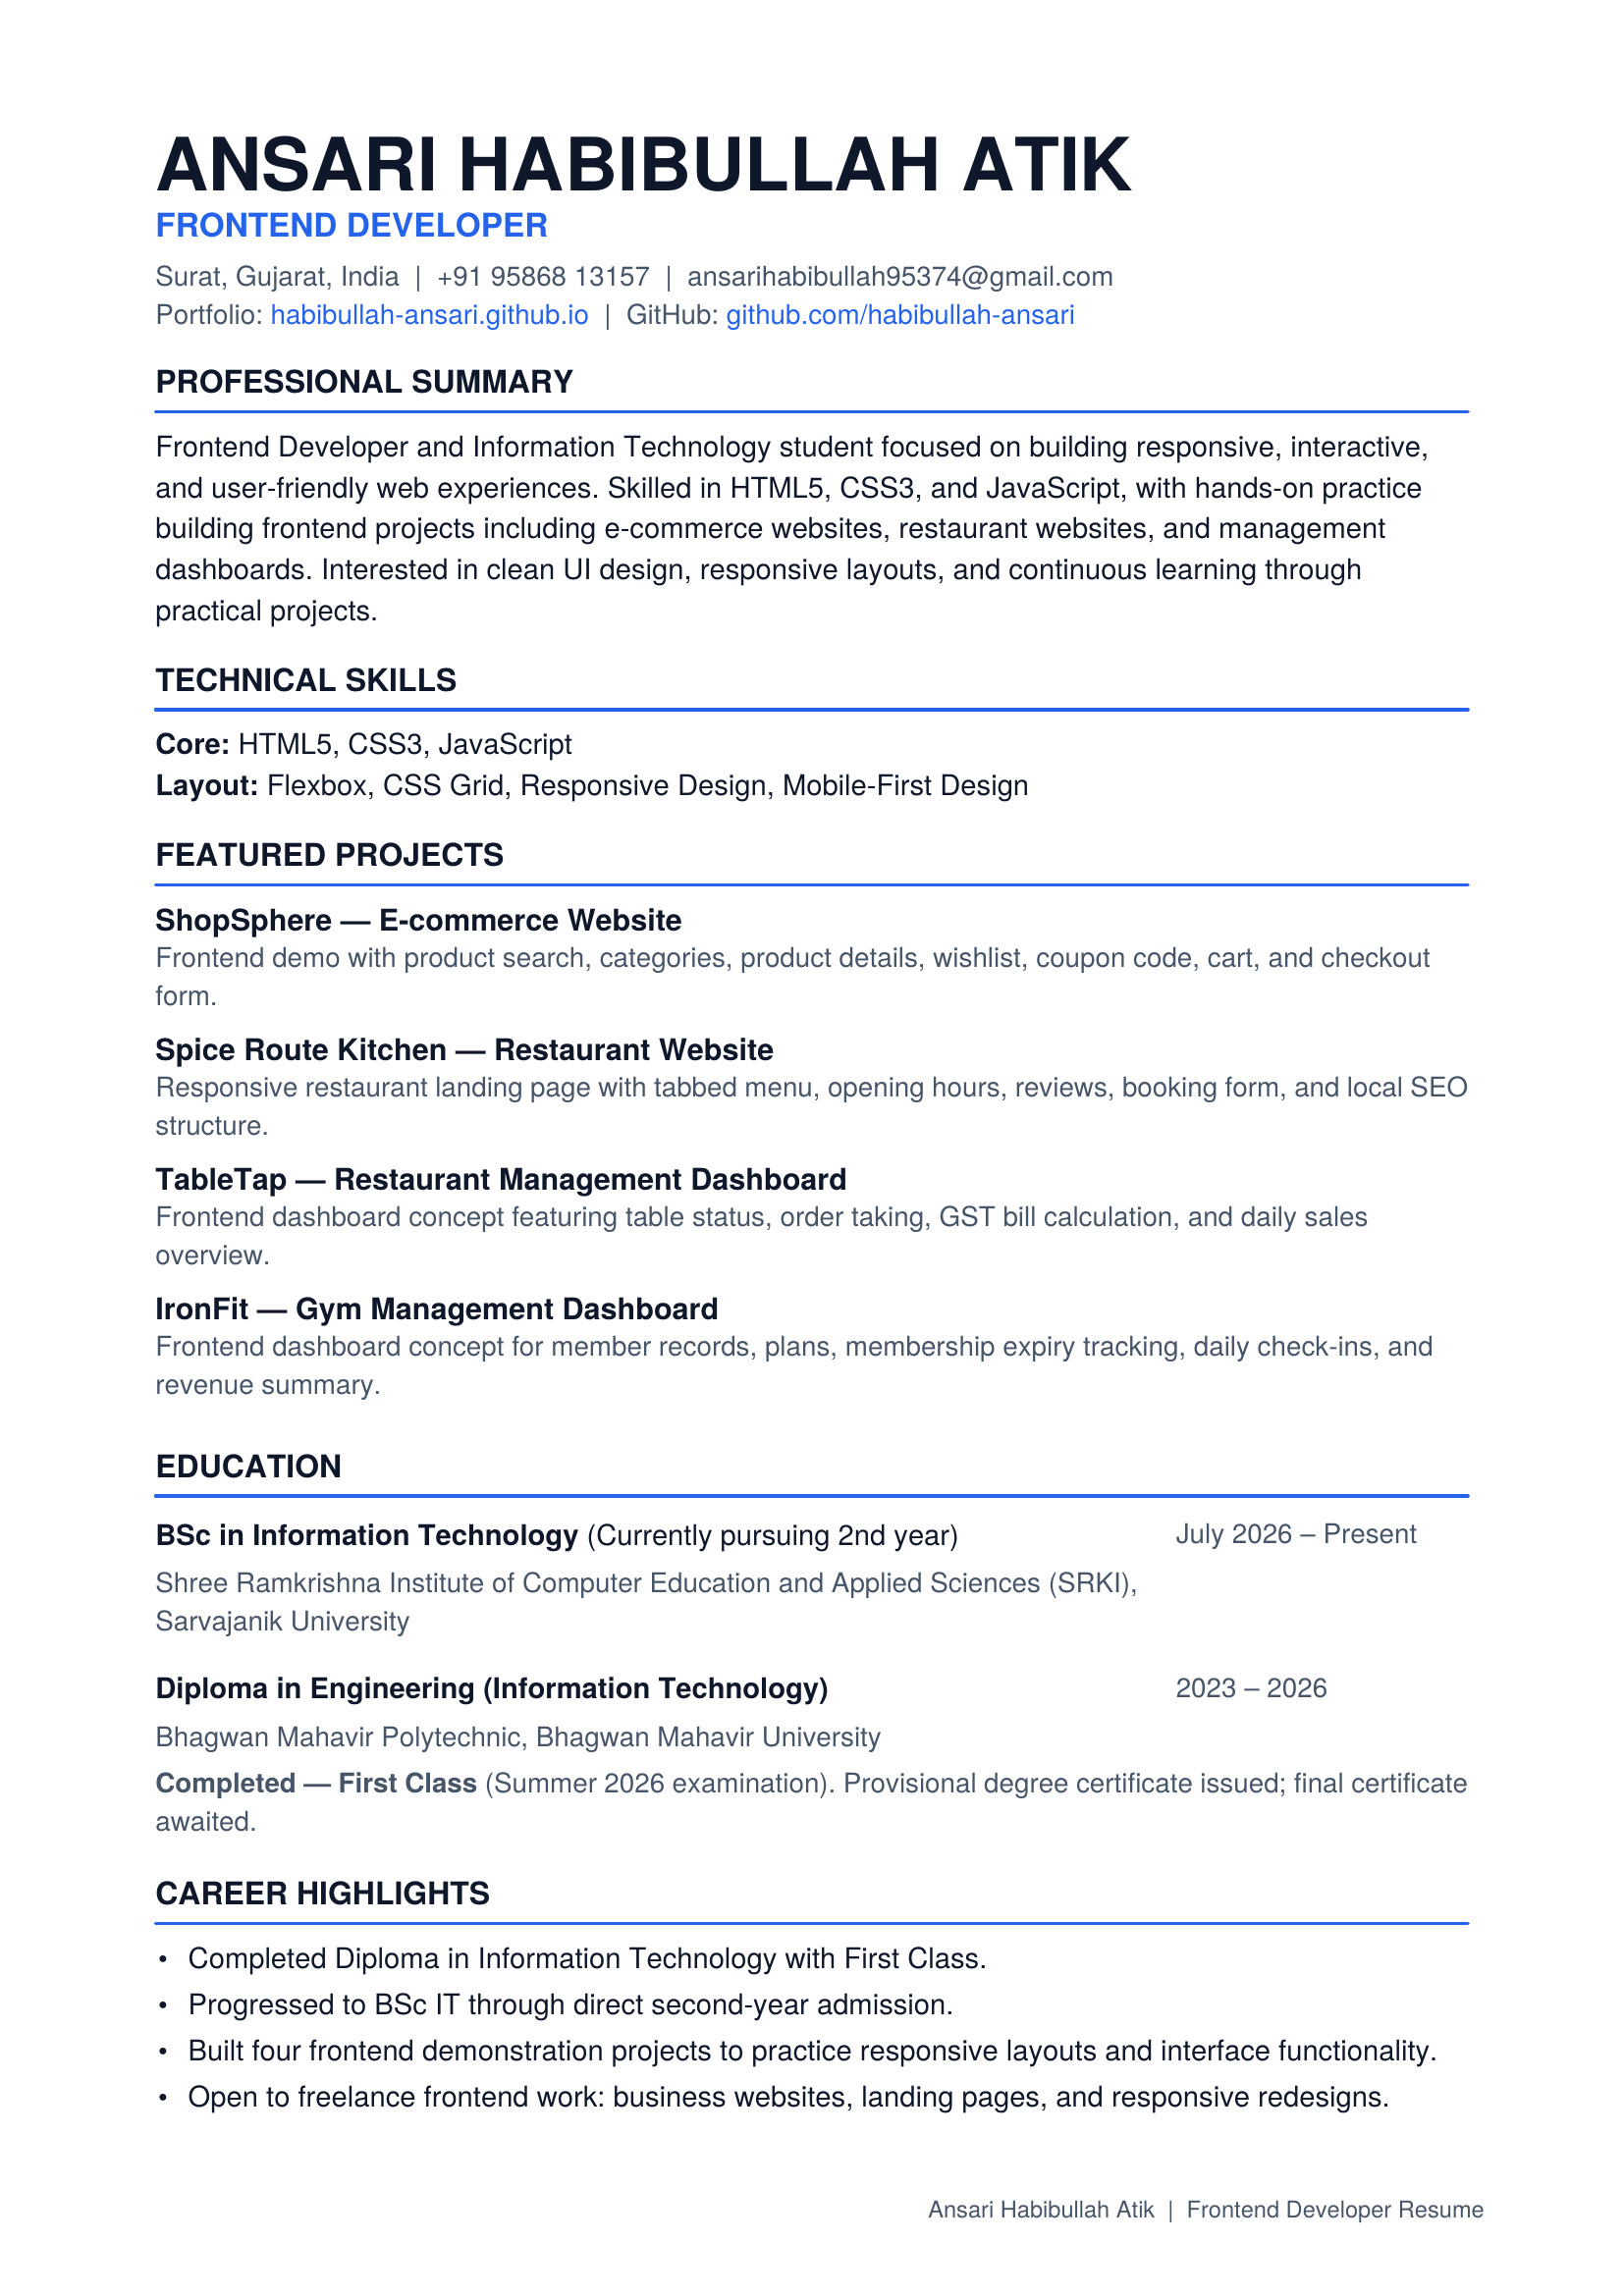 ANSARI HABIBULLAH ATIK
FRONTEND DEVELOPER
Surat, Gujarat, India | +91 95868 13157 | ansarihabibullah95374@gmail.com
Portfolio: habibullah-ansari.github.io | GitHub: github.com/habibullah-ansari
PROFESSIONAL SUMMARY
Frontend Developer and Information Technology student focused on building responsive, interactive,
and user-friendly web experiences. Skilled in HTML5, CSS3, and JavaScript, with hands-on practice
building frontend projects including e-commerce websites, restaurant websites, and management
dashboards. Interested in clean UI design, responsive layouts, and continuous learning through
practical projects.
TECHNICAL SKILLS
Core: HTML5, CSS3, JavaScript
Layout: Flexbox, CSS Grid, Responsive Design, Mobile-First Design
FEATURED PROJECTS
ShopSphere — E-commerce Website
Frontend demo with product search, categories, product details, wishlist, coupon code, cart, and checkout
form.
Spice Route Kitchen — Restaurant Website
Responsive restaurant landing page with tabbed menu, opening hours, reviews, booking form, and local SEO
structure.
TableTap — Restaurant Management Dashboard
Frontend dashboard concept featuring table status, order taking, GST bill calculation, and daily sales
overview.
IronFit — Gym Management Dashboard
Frontend dashboard concept for member records, plans, membership expiry tracking, daily check-ins, and
revenue summary.
EDUCATION
BSc in Information Technology (Currently pursuing 2nd year) July 2026 – Present
Shree Ramkrishna Institute of Computer Education and Applied Sciences (SRKI),
Sarvajanik University
Diploma in Engineering (Information Technology) 2023 – 2026
Bhagwan Mahavir Polytechnic, Bhagwan Mahavir University
Completed — First Class (Summer 2026 examination). Provisional degree certificate issued; final certificate
awaited.
CAREER HIGHLIGHTS
• Completed Diploma in Information Technology with First Class.
• Progressed to BSc IT through direct second-year admission.
• Built four frontend demonstration projects to practice responsive layouts and interface functionality.
• Open to freelance frontend work: business websites, landing pages, and responsive redesigns.
Ansari Habibullah Atik | Frontend Developer Resume